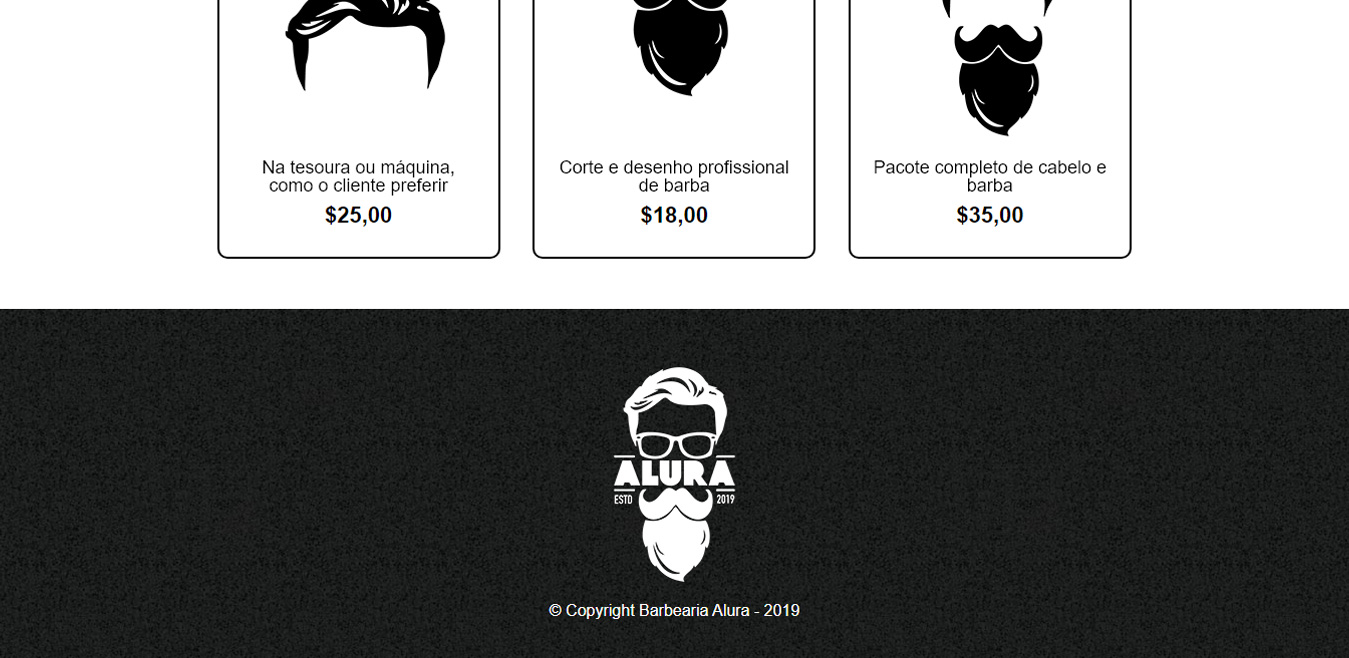 Na tesoura ou máquina,
como o cliente preferir
$25,00
Corte e desenho profissional
de barba
$18,00
Pacote completo de cabelo e
barba
$35,00
ALURA
ESTD 2019
© Copyright Barbearia Alura - 2019